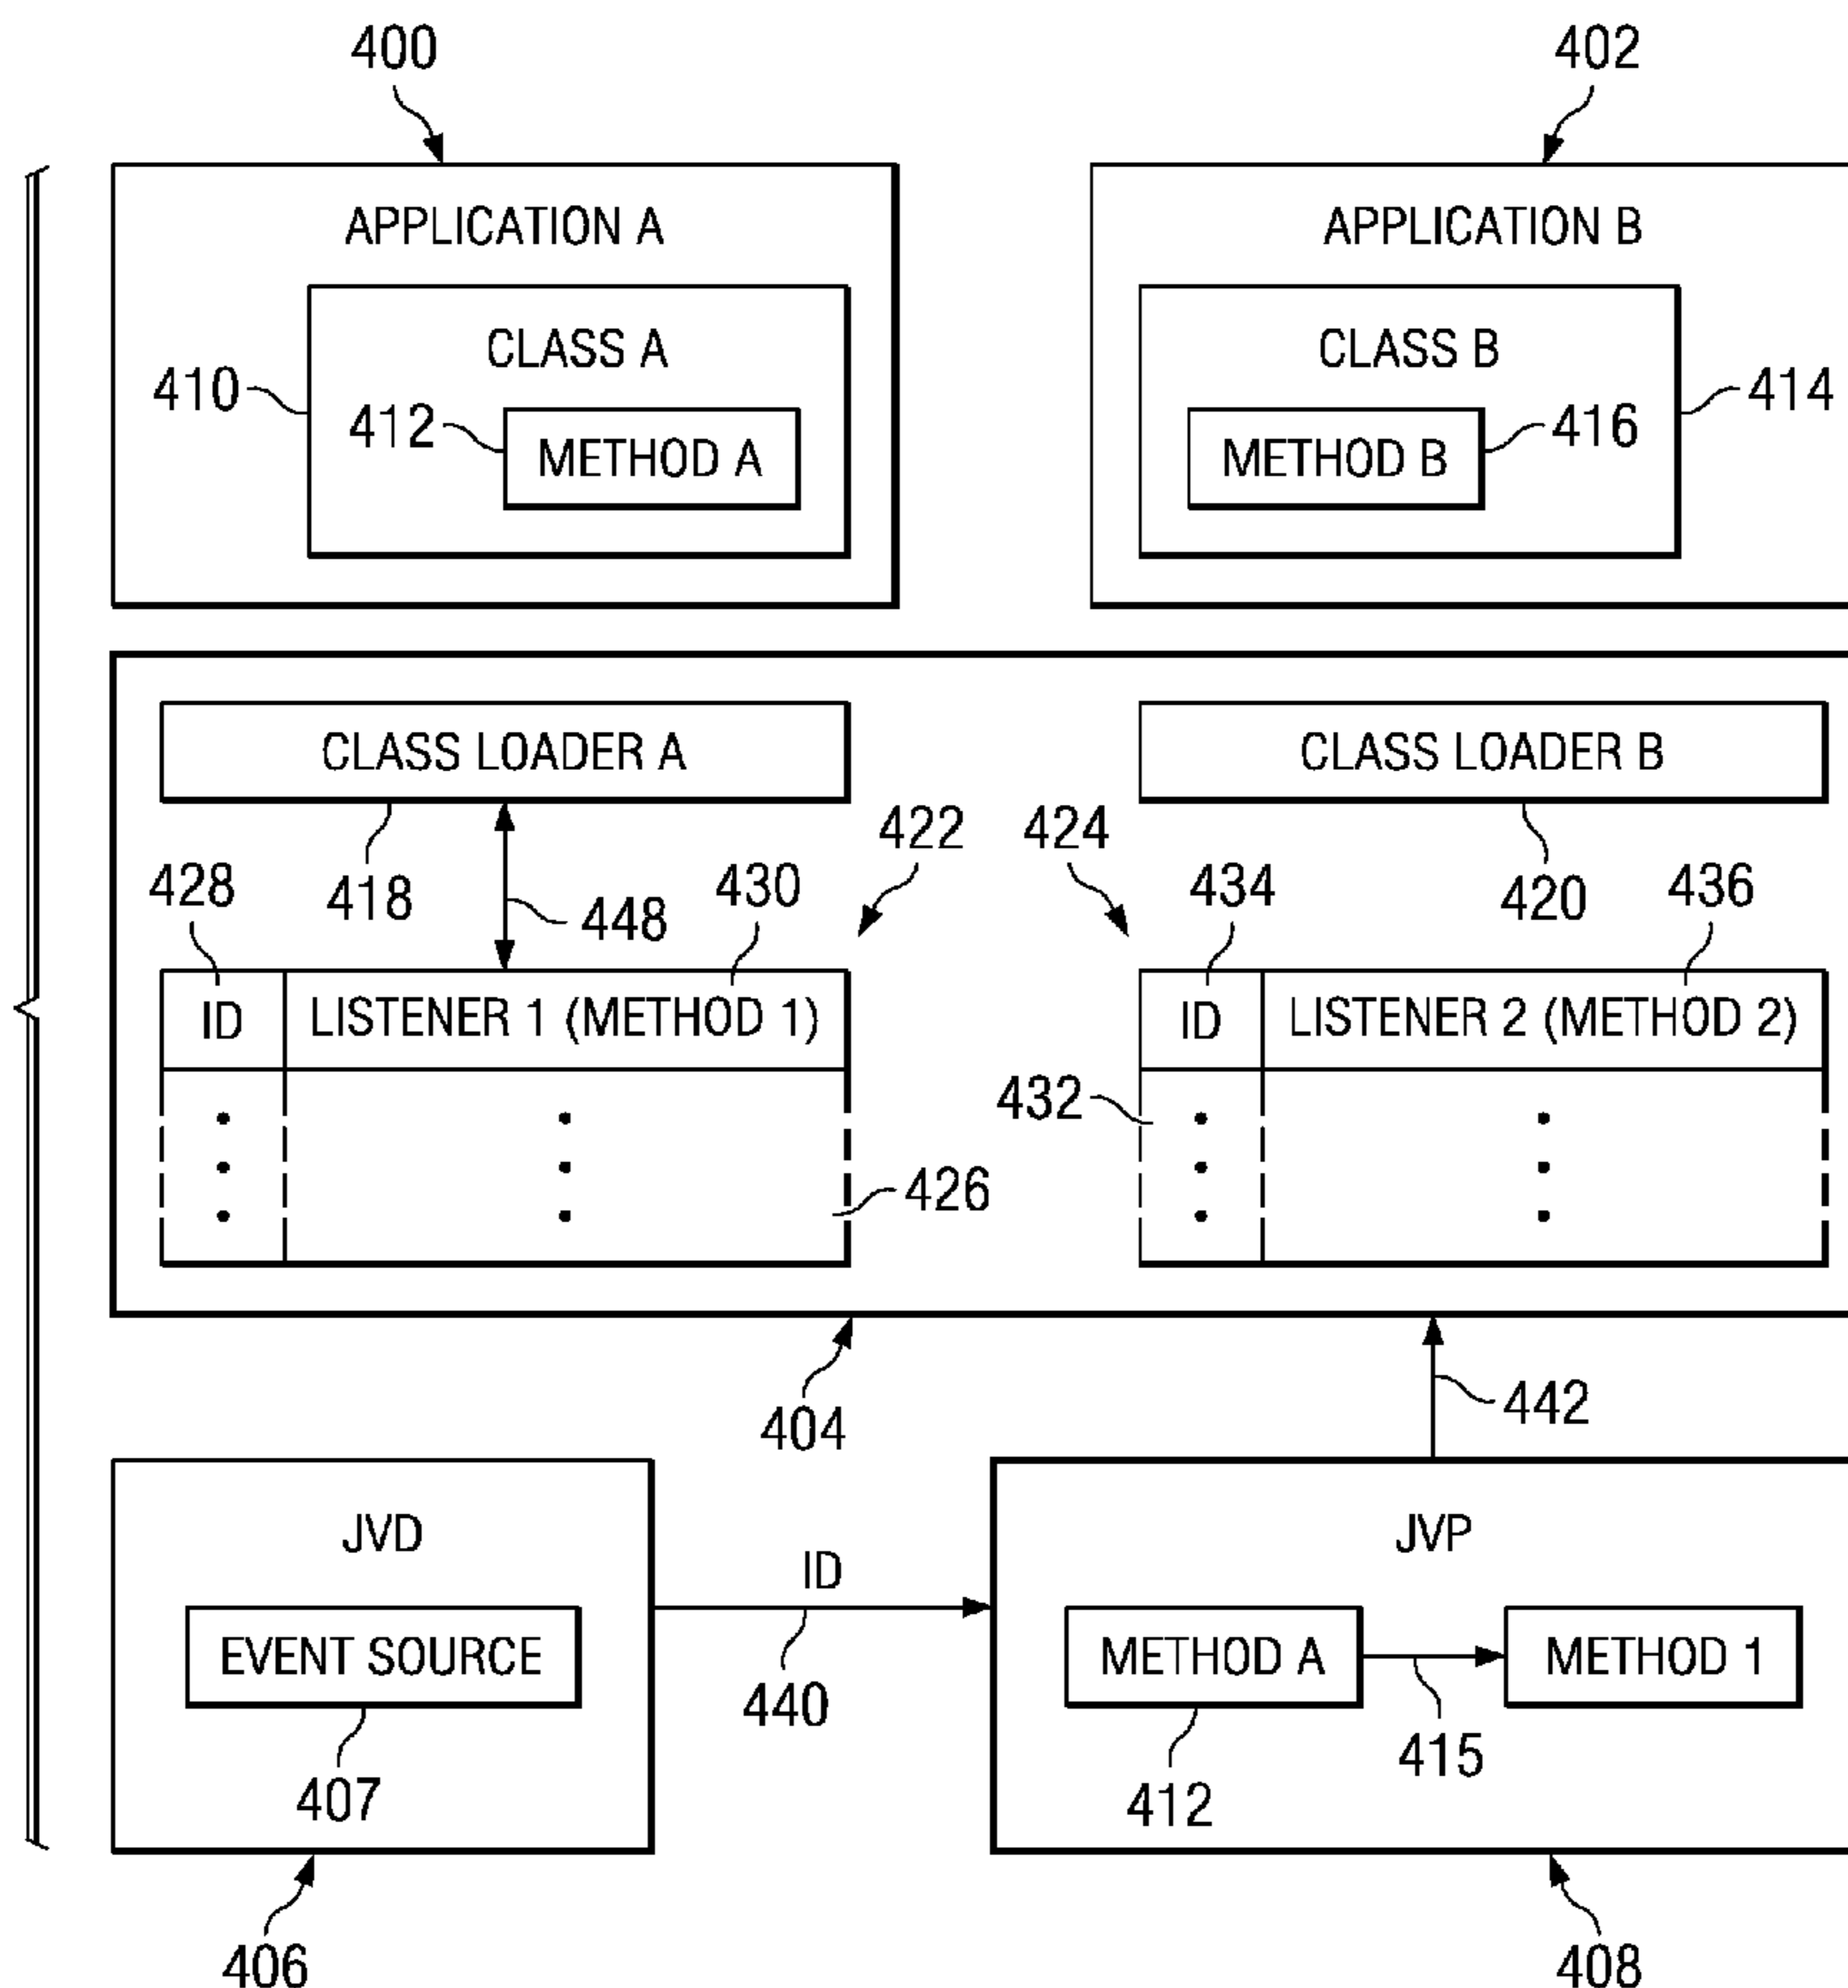 400
402
APPLICATION A
APPLICATION B
CLASS A
CLASS B
410
414
412
METHOD A
METHOD B
416
CLASS LOADER A
CLASS LOADER B
422
424
428
418
448
430
434
420
436
ID
LISTENER 1 (METHOD 1)
ID
LISTENER 2 (METHOD 2)
432
426
404
442
JVD
ID
JVP
EVENT SOURCE
METHOD A
METHOD 1
440
415
407
412
406
408